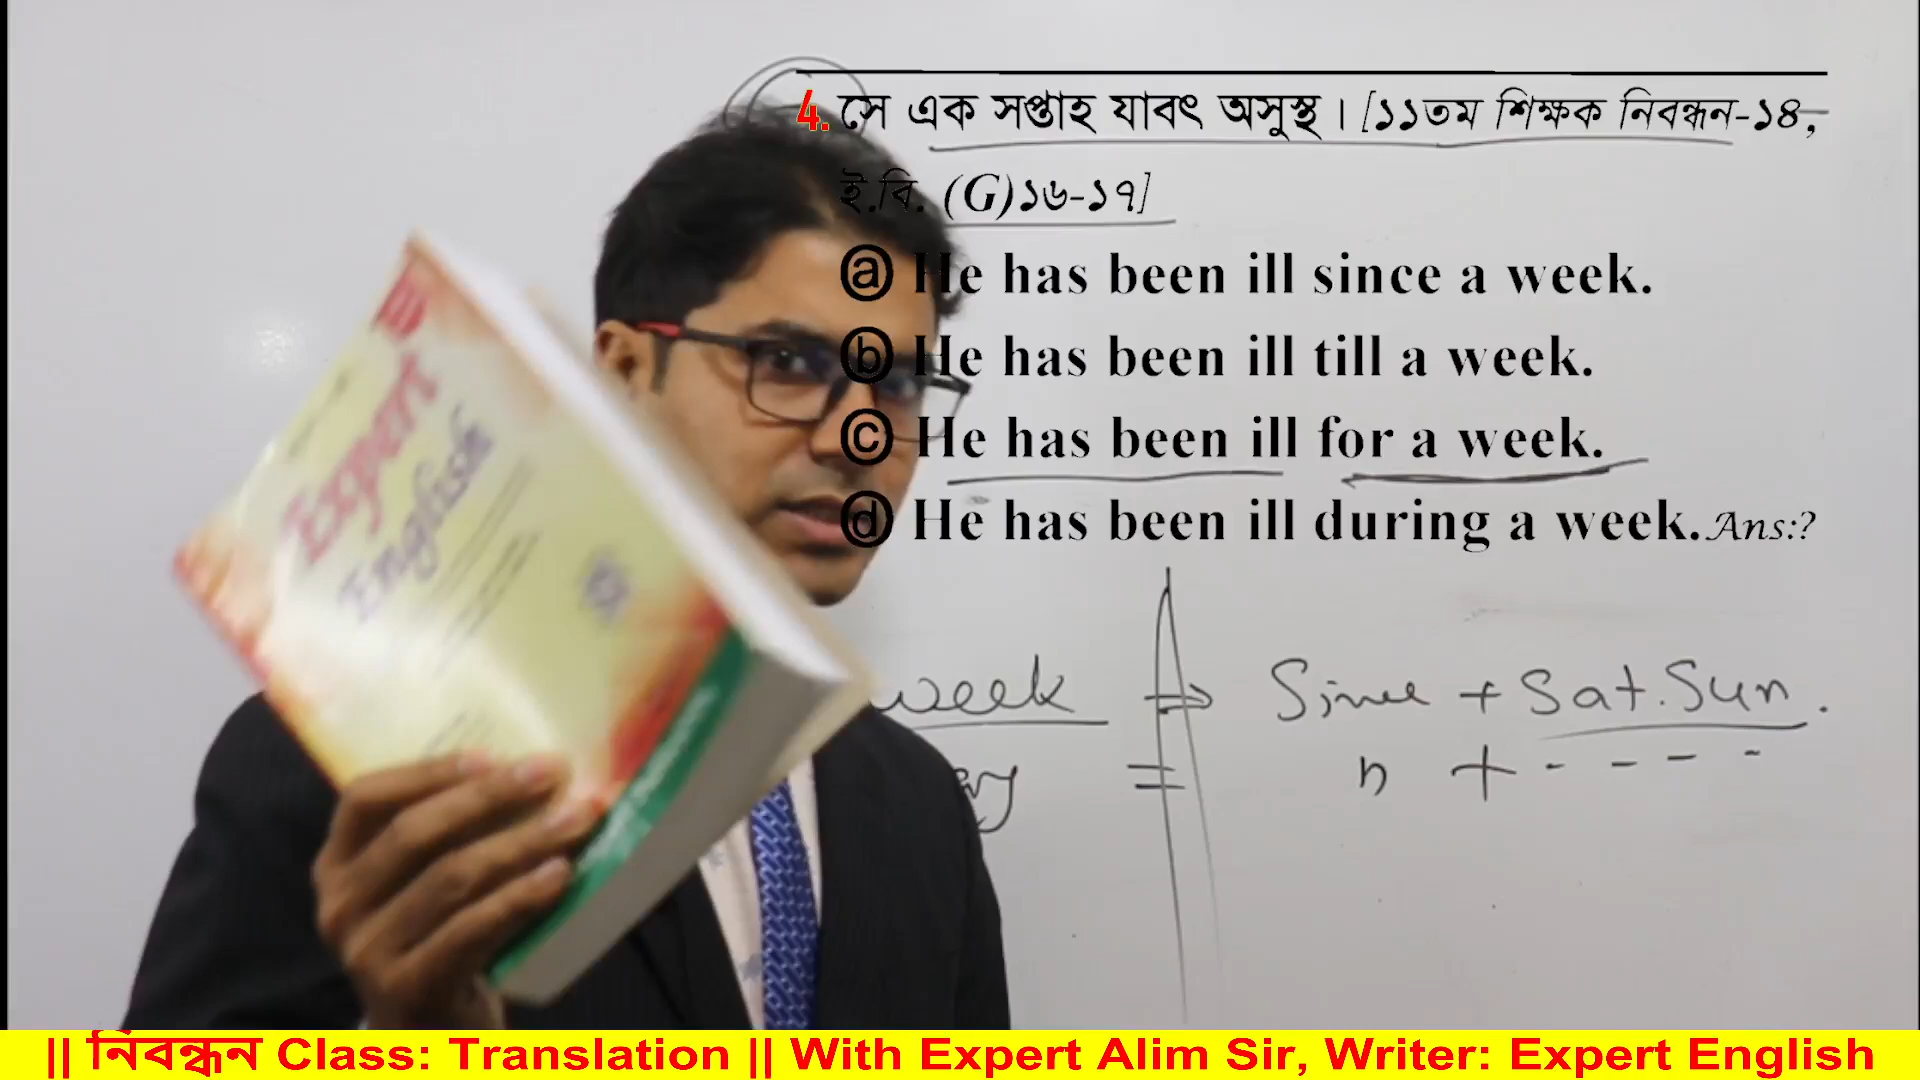 4. সে এক সপ্তাহ যাবৎ অসুস্থ। [১১তম শিক্ষক নিবন্ধন-১৪,
ই.বি. (G)১৬-১৭]
ⓐ He has been ill since a week.
ⓑ He has been ill till a week.
ⓒ He has been ill for a week.
ⓓ He has been ill during a week. Ans:?
Expert
English
week ⇒ Since + Sat. Sun.
= n + - - - -
|| নিবন্ধন Class: Translation || With Expert Alim Sir, Writer: Expert English